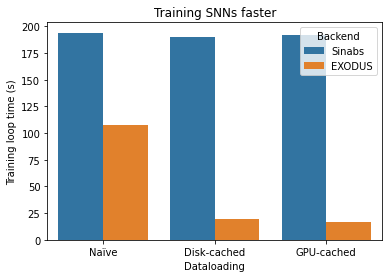 Training SNNs faster
Training loop time (s)
200
175
150
125
100
75
50
25
0
Backend
Sinabs
EXODUS
Naïve
Disk-cached
GPU-cached
Dataloading